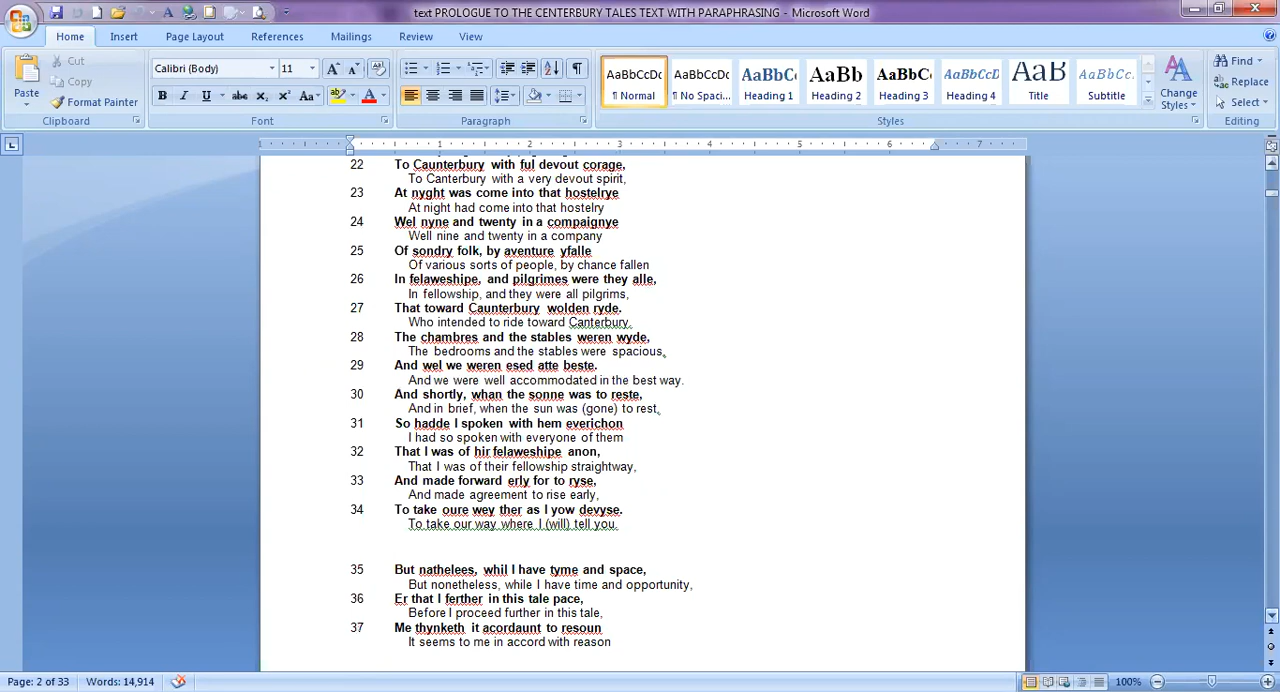 text PROLOGUE TO THE CENTERBURY TALES TEXT WITH PARAPHRASING - Microsoft Word
Home Insert Page Layout References Mailings Review View
Paste
Cut
Copy
Format Painter
Clipboard
Calibri (Body) 11
B I U abc X₂ X² Aa
Font
Paragraph
AaBbCcDc AaBbCcDc AaBbC AaBb AaBbC AaBbCcD AaB AaBbCcL
¶ Normal ¶ No Spaci... Heading 1 Heading 2 Heading 3 Heading 4 Title Subtitle
Change Styles
Styles
Find
Replace
Select
Editing
1 1 2 3 4 5 6 7
22 To Caunterbury with ful devout corage,
To Canterbury with a very devout spirit,
23 At nyght was come into that hostelrye
At night had come into that hostelry
24 Wel nyne and twenty in a compaignye
Well nine and twenty in a company
25 Of sondry folk, by aventure yfalle
Of various sorts of people, by chance fallen
26 In felaweshipe, and pilgrimes were they alle,
In fellowship, and they were all pilgrims,
27 That toward Caunterbury wolden ryde.
Who intended to ride toward Canterbury.
28 The chambres and the stables weren wyde,
The bedrooms and the stables were spacious,
29 And wel we weren esed atte beste.
And we were well accommodated in the best way.
30 And shortly, whan the sonne was to reste,
And in brief, when the sun was (gone) to rest,
31 So hadde I spoken with hem everichon
I had so spoken with everyone of them
32 That I was of hir felaweshipe anon,
That I was of their fellowship straightway,
33 And made forward erly for to ryse,
And made agreement to rise early,
34 To take oure wey ther as I yow devyse.
To take our way where I (will) tell you.
35 But nathelees, whil I have tyme and space,
But nonetheless, while I have time and opportunity,
36 Er that I ferther in this tale pace,
Before I proceed further in this tale,
37 Me thynketh it acordaunt to resoun
It seems to me in accord with reason
Page: 2 of 33 Words: 14,914 100%